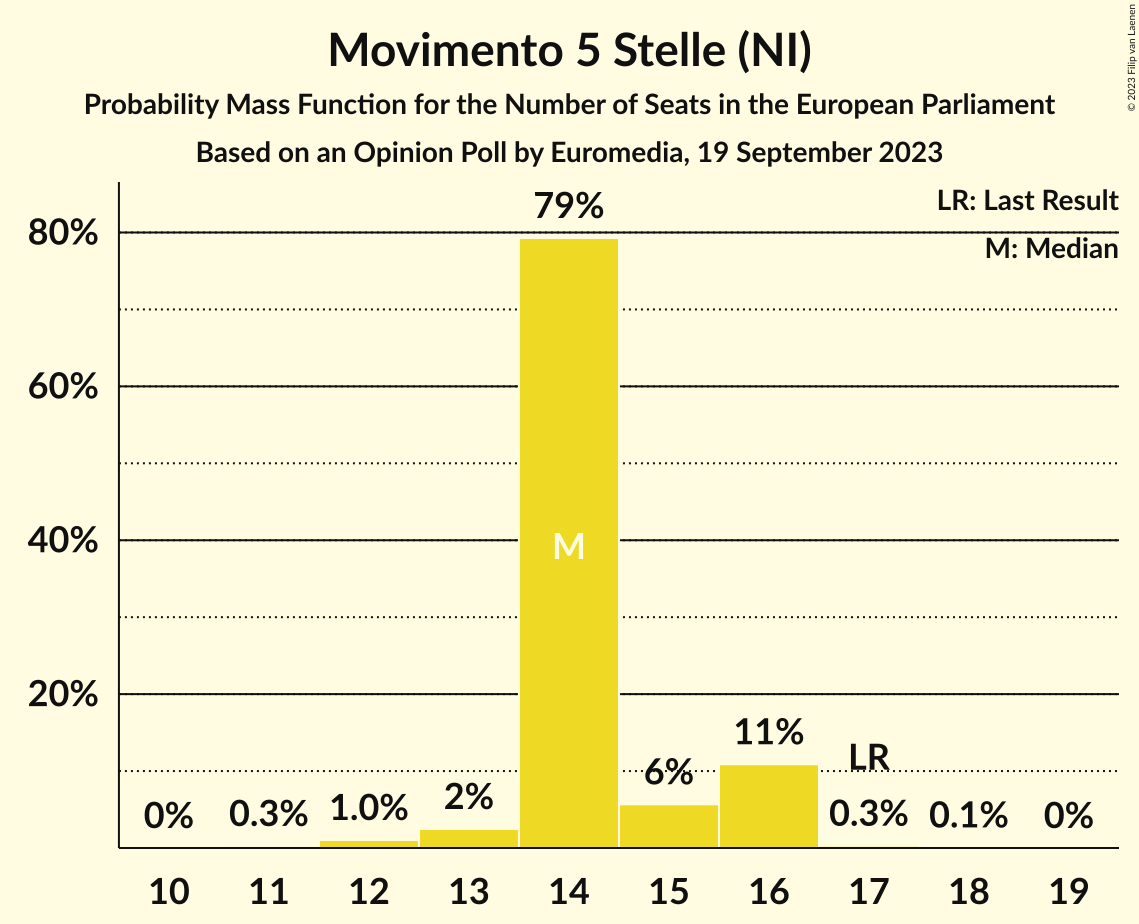 Movimento 5 Stelle (NI)
Probability Mass Function for the Number of Seats in the European Parliament
Based on an Opinion Poll by Euromedia, 19 September 2023
© 2023 Filip van Laenen
LR: Last Result
M: Median
80%
60%
40%
20%
0%
0.3%
1.0%
2%
79%
M
6%
11%
LR
0.3%
0.1%
0%
10 11 12 13 14 15 16 17 18 19